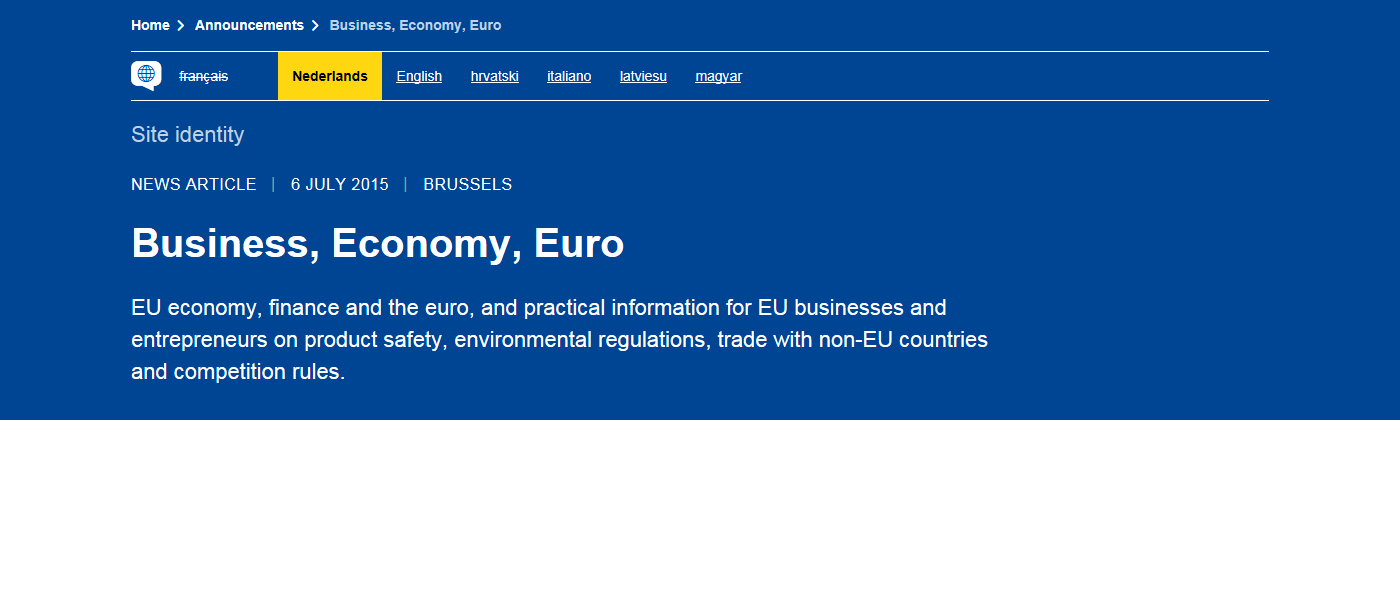 Home Announcements Business, Economy, Euro
français Nederlands English hrvatski italiano latviesu magyar
Site identity
NEWS ARTICLE | 6 JULY 2015 | BRUSSELS
Business, Economy, Euro
EU economy, finance and the euro, and practical information for EU businesses and
entrepreneurs on product safety, environmental regulations, trade with non-EU countries
and competition rules.